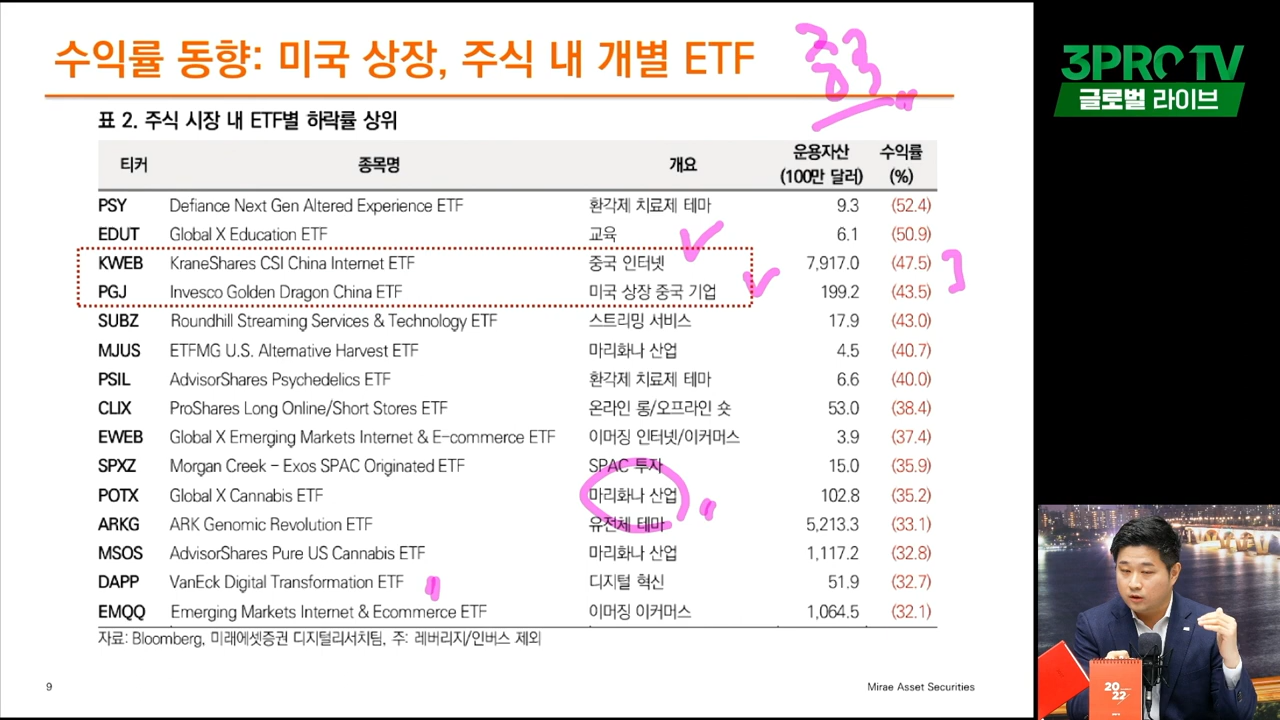 수익률 동향: 미국 상장, 주식 내 개별 ETF
중국
3PRO TV
글로벌 라이브
표 2. 주식 시장 내 ETF별 하락률 상위
티커 종목명 개요 운용자산 (100만 달러) 수익률 (%)
PSY Defiance Next Gen Altered Experience ETF 환각제 치료제 테마 9.3 (52.4)
EDUT Global X Education ETF 교육 6.1 (50.9)
KWEB KraneShares CSI China Internet ETF 중국 인터넷 7,917.0 (47.5)
PGJ Invesco Golden Dragon China ETF 미국 상장 중국 기업 199.2 (43.5)
SUBZ Roundhill Streaming Services & Technology ETF 스트리밍 서비스 17.9 (43.0)
MJUS ETFMG U.S. Alternative Harvest ETF 마리화나 산업 4.5 (40.7)
PSIL AdvisorShares Psychedelics ETF 환각제 치료제 테마 6.6 (40.0)
CLIX ProShares Long Online/Short Stores ETF 온라인 롱/오프라인 숏 53.0 (38.4)
EWEB Global X Emerging Markets Internet & E-commerce ETF 이머징 인터넷/이커머스 3.9 (37.4)
SPXZ Morgan Creek - Exos SPAC Originated ETF SPAC 투자 15.0 (35.9)
POTX Global X Cannabis ETF 마리화나 산업 102.8 (35.2)
ARKG ARK Genomic Revolution ETF 유전체 테마 5,213.3 (33.1)
MSOS AdvisorShares Pure US Cannabis ETF 마리화나 산업 1,117.2 (32.8)
DAPP VanEck Digital Transformation ETF 디지털 혁신 51.9 (32.7)
EMQQ Emerging Markets Internet & Ecommerce ETF 이머징 이커머스 1,064.5 (32.1)
자료: Bloomberg, 미래에셋증권 디지털리서치팀, 주: 레버리지/인버스 제외
9
Mirae Asset Securities
2022